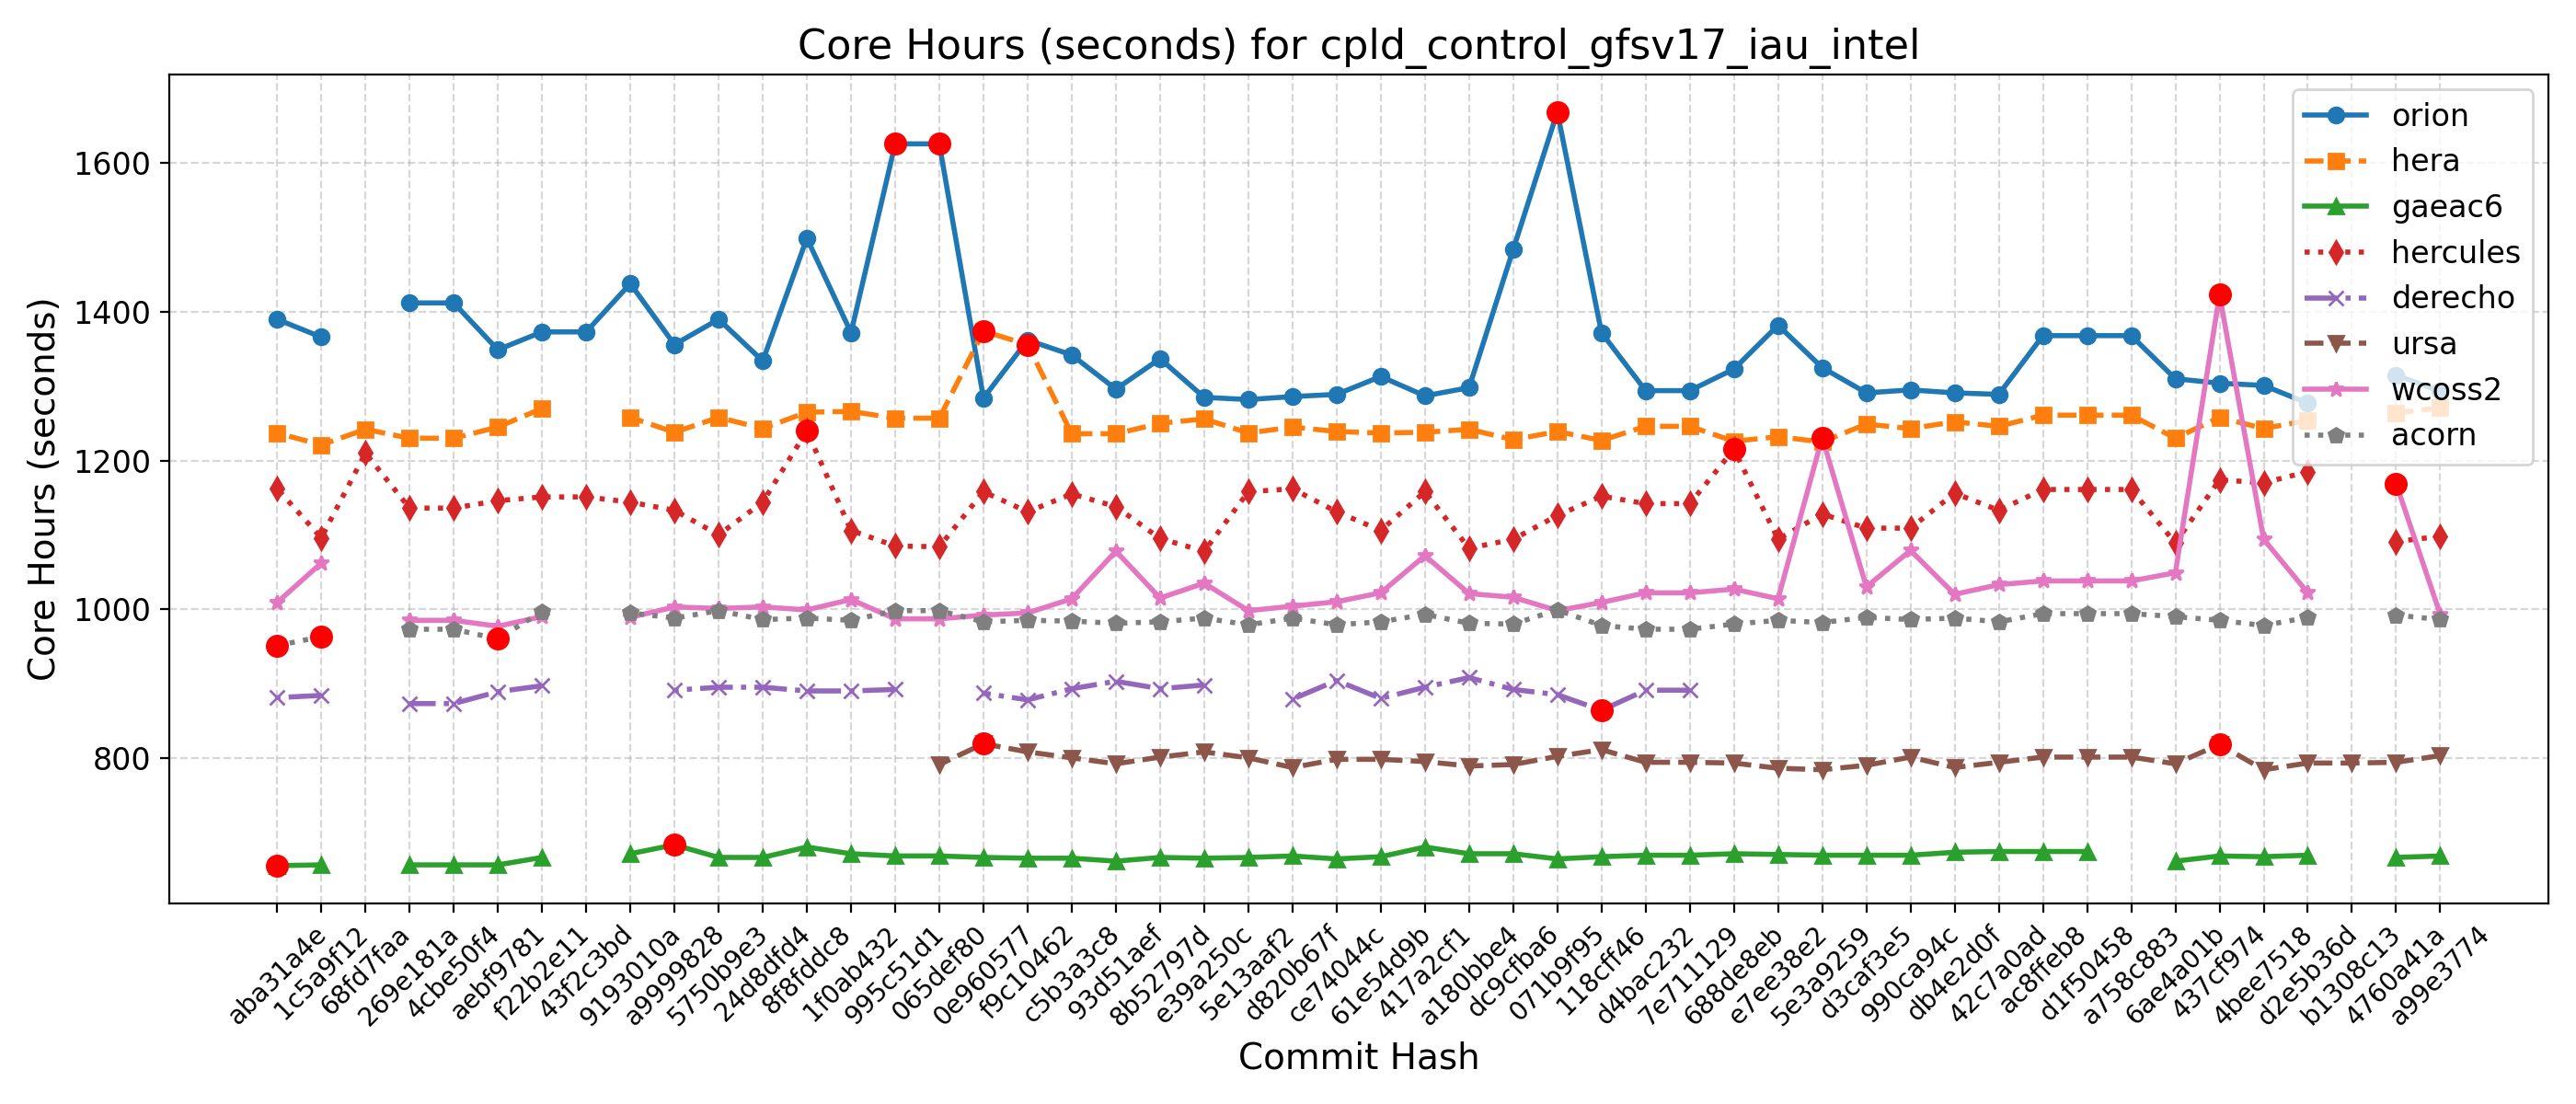 Core Hours (seconds) for cpld_control_gfsv17_iau_intel
Core Hours (seconds)
1600
1400
1200
1000
800
orion
hera
gaeac6
hercules
derecho
ursa
wcoss2
acorn
aba31a4e
1c5a9f12
68fd7faa
269e181a
4cbe50f4
aebf9781
f22b2e11
43f2c3bd
9193010a
a9999828
5750b9e3
24d8dfd4
8f8fddc8
1f0ab432
995c51d1
065def80
0e960577
f9c10462
c5b3a3c8
93d51aef
8b52797d
e39a250c
5e13aaf2
d820b67f
ce74044c
61e54d9b
417a2cf1
a180bbe4
dc9cfba6
071b9f95
118cff46
d4bac232
7e711129
688de8eb
e7ee38e2
5e3a9259
d3caf3e5
990ca94c
db4e2d0f
42c7a0ad
ac8ffeb8
d1f50458
a758c883
6ae4a01b
437cf974
4bee7518
d2e5b36d
b1308c13
4760a41a
a99e3774
Commit Hash